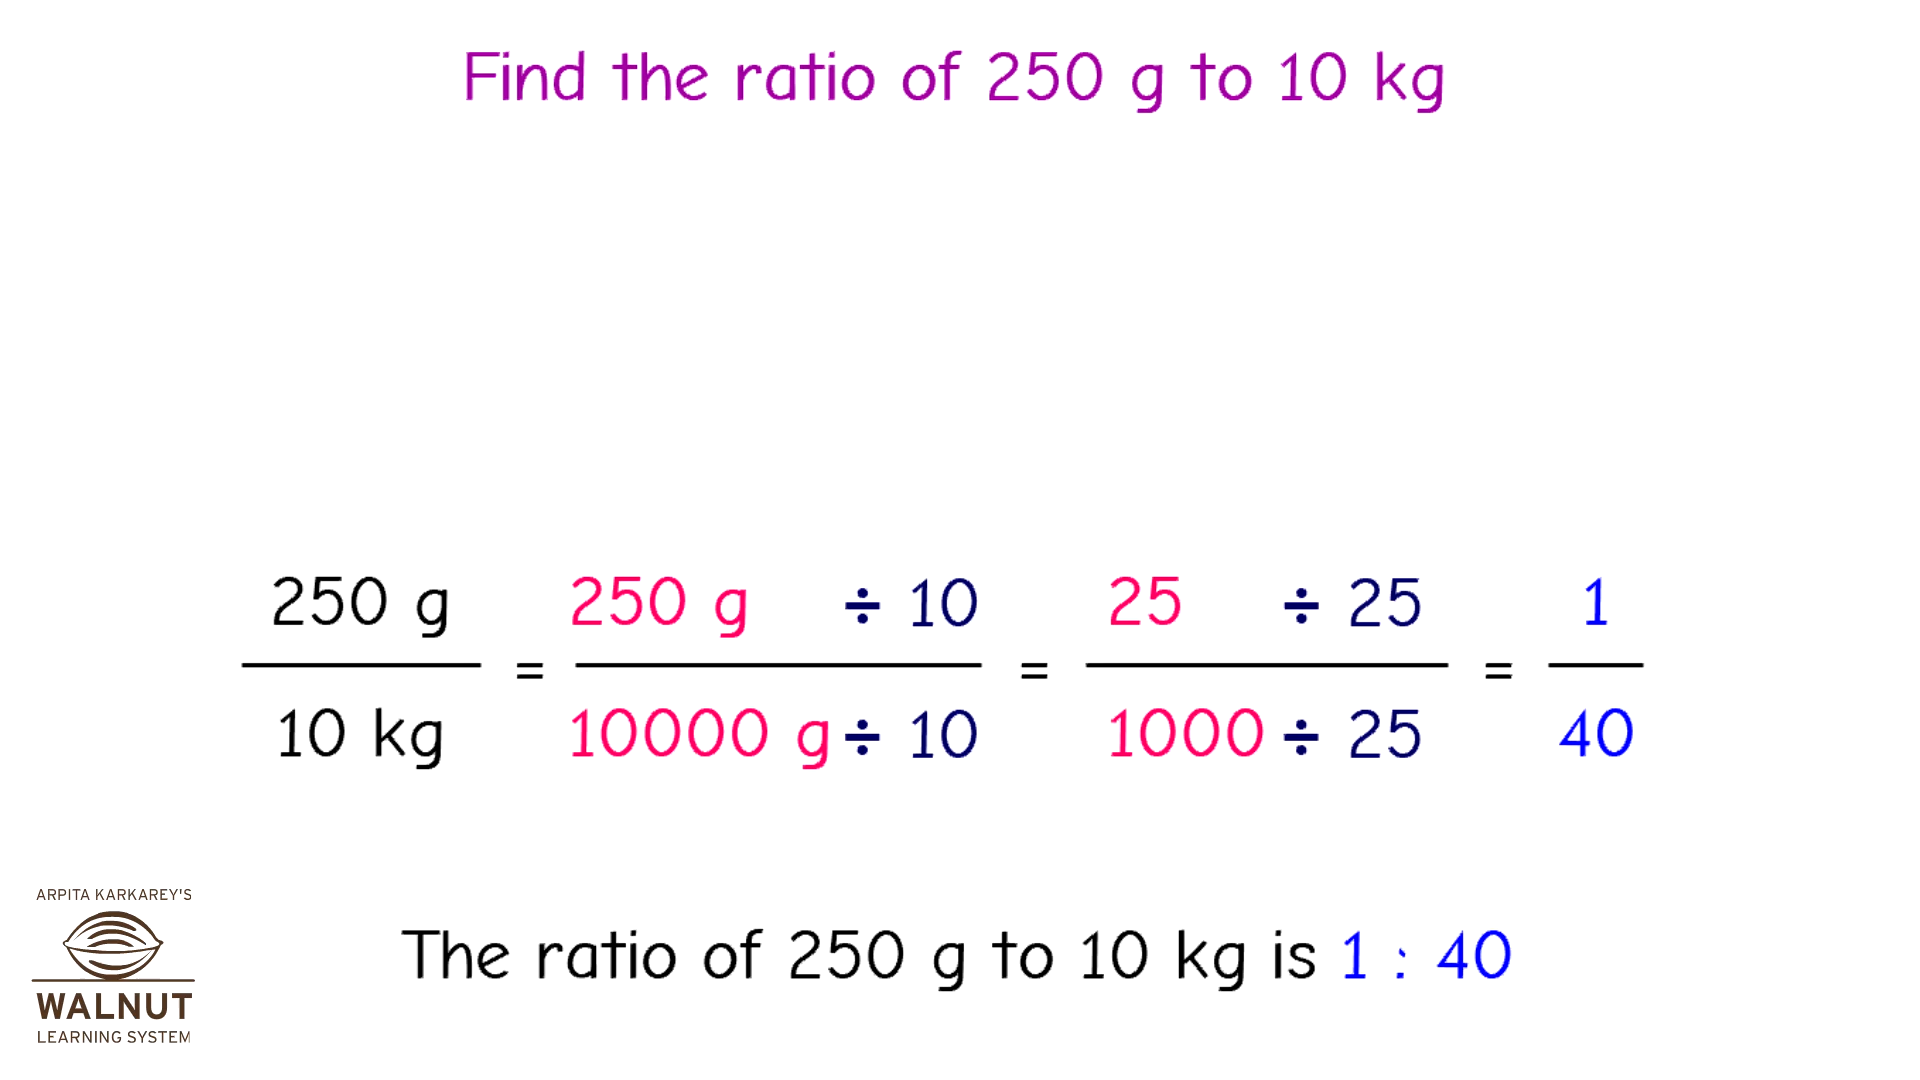 Find the ratio of 250 g to 10 kg
250 g / 10 kg = 250 g ÷ 10 / 10000 g ÷ 10 = 25 ÷ 25 / 1000 ÷ 25 = 1 / 40
The ratio of 250 g to 10 kg is 1 : 40
ARPITA KARKAREY'S
WALNUT
LEARNING SYSTEM